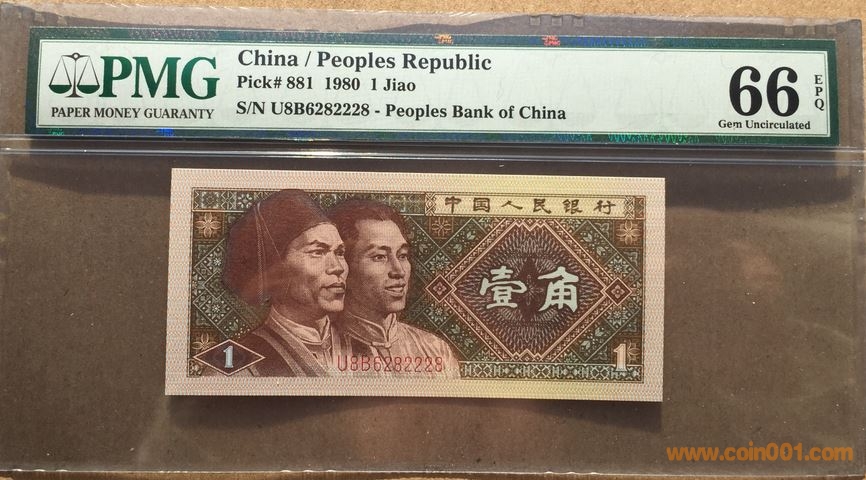 PMG
PAPER MONEY GUARANTY
China / Peoples Republic
Pick# 881 1980 1 Jiao
S/N U8B6282228 - Peoples Bank of China
66
EPQ
Gem Uncirculated
中国人民银行
壹角
1
U8B6282228
1
www.coin001.com